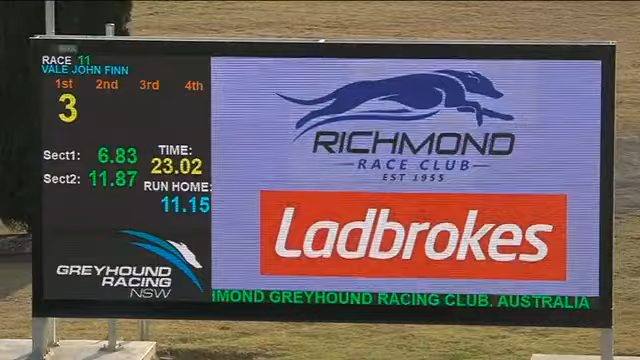 RACE 11
VALE JOHN FINN
1st 2nd 3rd 4th
3
Sect1: 6.83
Sect2: 11.87
TIME:
23.02
RUN HOME:
11.15
GREYHOUND
RACING
NSW
RICHMOND
RACE CLUB
EST 1955
Ladbrokes
MOND GREYHOUND RACING CLUB. AUSTRALIA